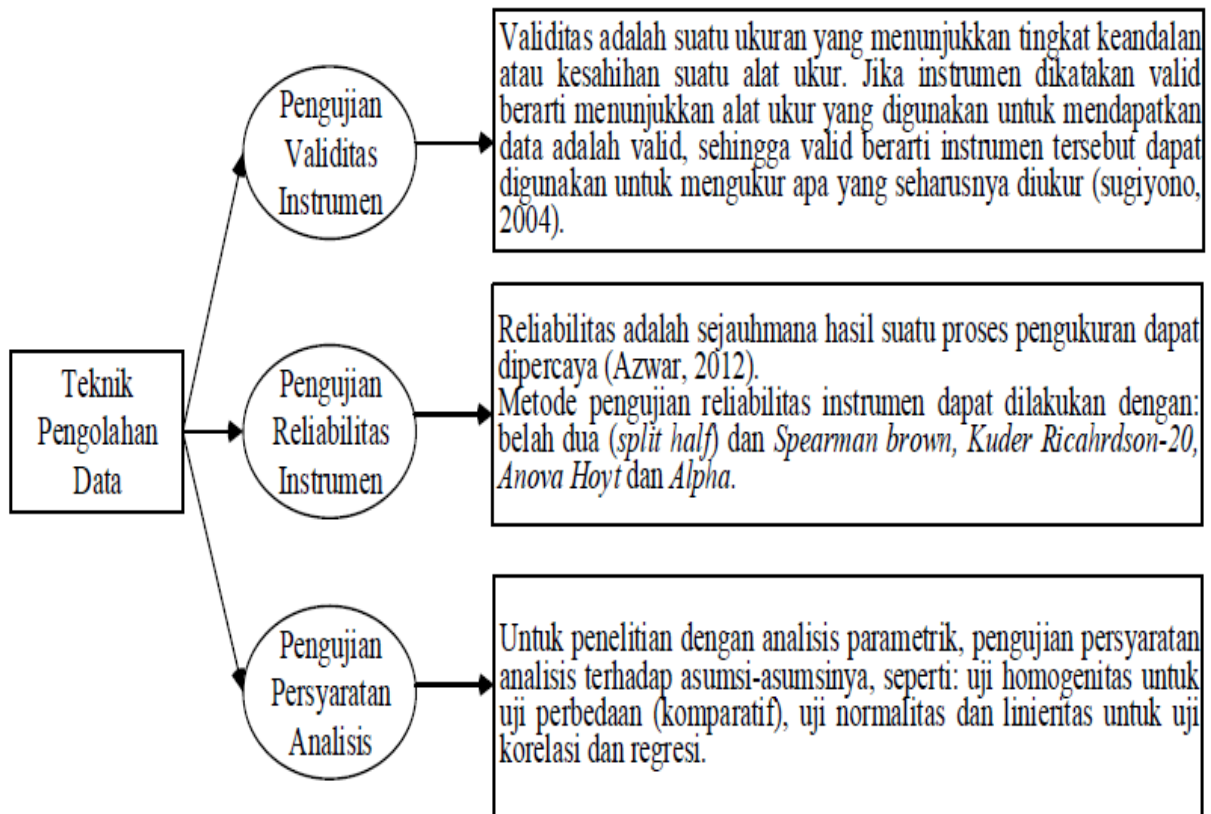 Teknik
Pengolahan
Data
Pengujian
Validitas
Instrumen
Validitas adalah suatu ukuran yang menunjukkan tingkat keandalan
atau kesahihan suatu alat ukur. Jika instrumen dikatakan valid
berarti menunjukkan alat ukur yang digunakan untuk mendapatkan
data adalah valid, sehingga valid berarti instrumen tersebut dapat
digunakan untuk mengukur apa yang seharusnya diukur (sugiyono,
2004).
Pengujian
Reliabilitas
Instrumen
Reliabilitas adalah sejauhmana hasil suatu proses pengukuran dapat
dipercaya (Azwar, 2012).
Metode pengujian reliabilitas instrumen dapat dilakukan dengan:
belah dua (split half) dan Spearman brown, Kuder Ricahrdson-20,
Anova Hoyt dan Alpha.
Pengujian
Persyaratan
Analisis
Untuk penelitian dengan analisis parametrik, pengujian persyaratan
analisis terhadap asumsi-asumsinya, seperti: uji homogenitas untuk
uji perbedaan (komparatif), uji normalitas dan linieritas untuk uji
korelasi dan regresi.